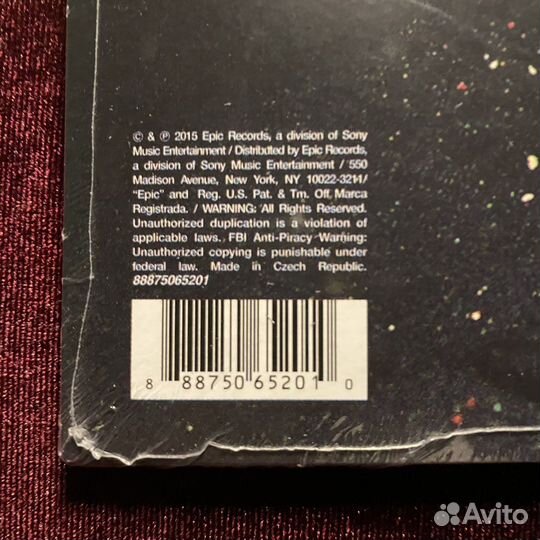 © & ℗ 2015 Epic Records, a division of Sony
Music Entertainment / Distributed by Epic Records,
a division of Sony Music Entertainment / 550
Madison Avenue, New York, NY 10022-3211/
“Epic” and Reg. U.S. Pat. & Tm. Off. Marca
Registrada. / WARNING: All Rights Reserved.
Unauthorized duplication is a violation of
applicable laws. FBI Anti-Piracy Warning:
Unauthorized copying is punishable under
federal law. Made in Czech Republic.
88875065201
8 88750 65201 0
Avito